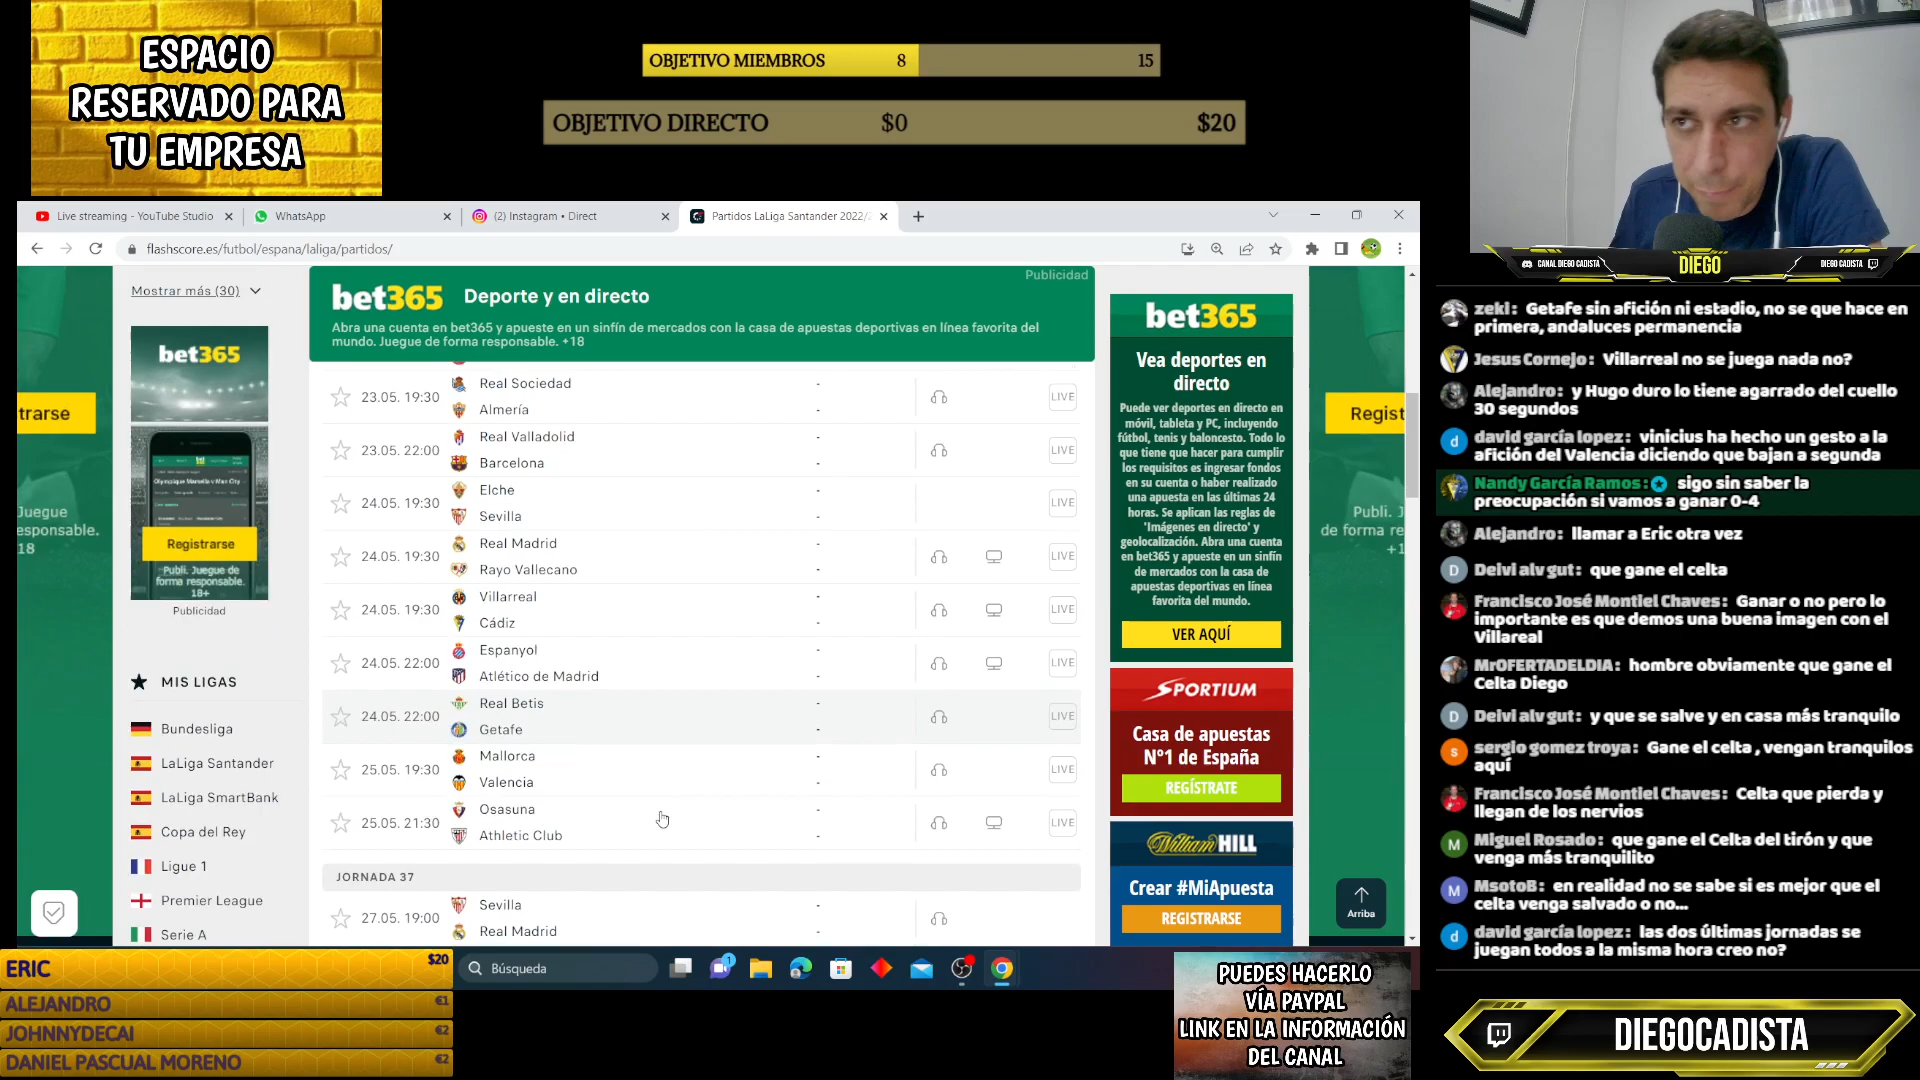 ESPACIO
RESERVADO PARA
TU EMPRESA
OBJETIVO MIEMBROS 8 15
OBJETIVO DIRECTO $0 $20
Live streaming - YouTube Studio
WhatsApp
(2) Instagram • Direct
Partidos LaLiga Santander 2022/2
flashscore.es/futbol/espana/laliga/partidos/
Mostrar más (30)
Publicidad
bet365 Deporte y en directo
Abra una cuenta en bet365 y apueste en un sinfín de mercados con la casa de apuestas deportivas en línea favorita del
mundo. Juegue de forma responsable. +18
bet365
Registrarse
Publi. Juegue de
forma responsable.
18+
Publicidad
trarse
Juegue
esponsable.
18
MIS LIGAS
Bundesliga
LaLiga Santander
LaLiga SmartBank
Copa del Rey
Ligue 1
Premier League
Serie A
23.05. 19:30 Real Sociedad - LIVE
Almería -
23.05. 22:00 Real Valladolid - LIVE
Barcelona -
24.05. 19:30 Elche - LIVE
Sevilla -
24.05. 19:30 Real Madrid - LIVE
Rayo Vallecano -
24.05. 19:30 Villarreal - LIVE
Cádiz -
24.05. 22:00 Espanyol - LIVE
Atlético de Madrid -
24.05. 22:00 Real Betis - LIVE
Getafe -
25.05. 19:30 Mallorca - LIVE
Valencia -
25.05. 21:30 Osasuna - LIVE
Athletic Club -
JORNADA 37
27.05. 19:00 Sevilla -
Real Madrid -
bet365
Vea deportes en
directo
Puede ver deportes en directo en
móvil, tableta y PC, incluyendo
fútbol, tenis y baloncesto. Todo lo
que tiene que hacer para cumplir
los requisitos es ingresar fondos
en su cuenta o haber realizado
una apuesta en las últimas 24
horas. Se aplican las reglas de
'Imágenes en directo' y
geolocalización. Abra una cuenta
en bet365 y apueste en un sinfín
de mercados con la casa de
apuestas deportivas en línea
favorita del mundo.
VER AQUÍ
SPORTIUM
Casa de apuestas
Nº1 de España
REGÍSTRATE
William HILL
Crear #MiApuesta
REGISTRARSE
Regist
Publi. J
de forma re
+1
Arriba
CANAL DIEGO CADISTA
DIEGO
DIEGO CADISTA
zeki: Getafe sin afición ni estadio, no se que hace en
primera, andaluces permanencia
Jesus Cornejo: Villarreal no se juega nada no?
Alejandro: y Hugo duro lo tiene agarrado del cuello
30 segundos
david garcía lopez: vinicius ha hecho un gesto a la
afición del Valencia diciendo que bajan a segunda
Nandy García Ramos: sigo sin saber la
preocupación si vamos a ganar 0-4
Alejandro: llamar a Eric otra vez
Deivi alv gut: que gane el celta
Francisco José Montiel Chaves: Ganar o no pero lo
importante es que demos una buena imagen con el
Villareal
MrOFERTADELDIA: hombre obviamente que gane el
Celta Diego
Deivi alv gut: y que se salve y en casa más tranquilo
sergio gomez troya: Gane el celta , vengan tranquilos
aquí
Francisco José Montiel Chaves: Celta que pierda y
llegan de los nervios
Miguel Rosado: que gane el Celta del tirón y que
venga más tranquilito
MsotoB: en realidad no se sabe si es mejor que el
celta venga salvado o no...
david garcía lopez: las dos últimas jornadas se
juegan todos a la misma hora creo no?
ERIC $20
ALEJANDRO €1
JOHNNYDECAI €2
DANIEL PASCUAL MORENO €2
Búsqueda
1
PUEDES HACERLO
VÍA PAYPAL
LINK EN LA INFORMACIÓN
DEL CANAL
DIEGOCADISTA